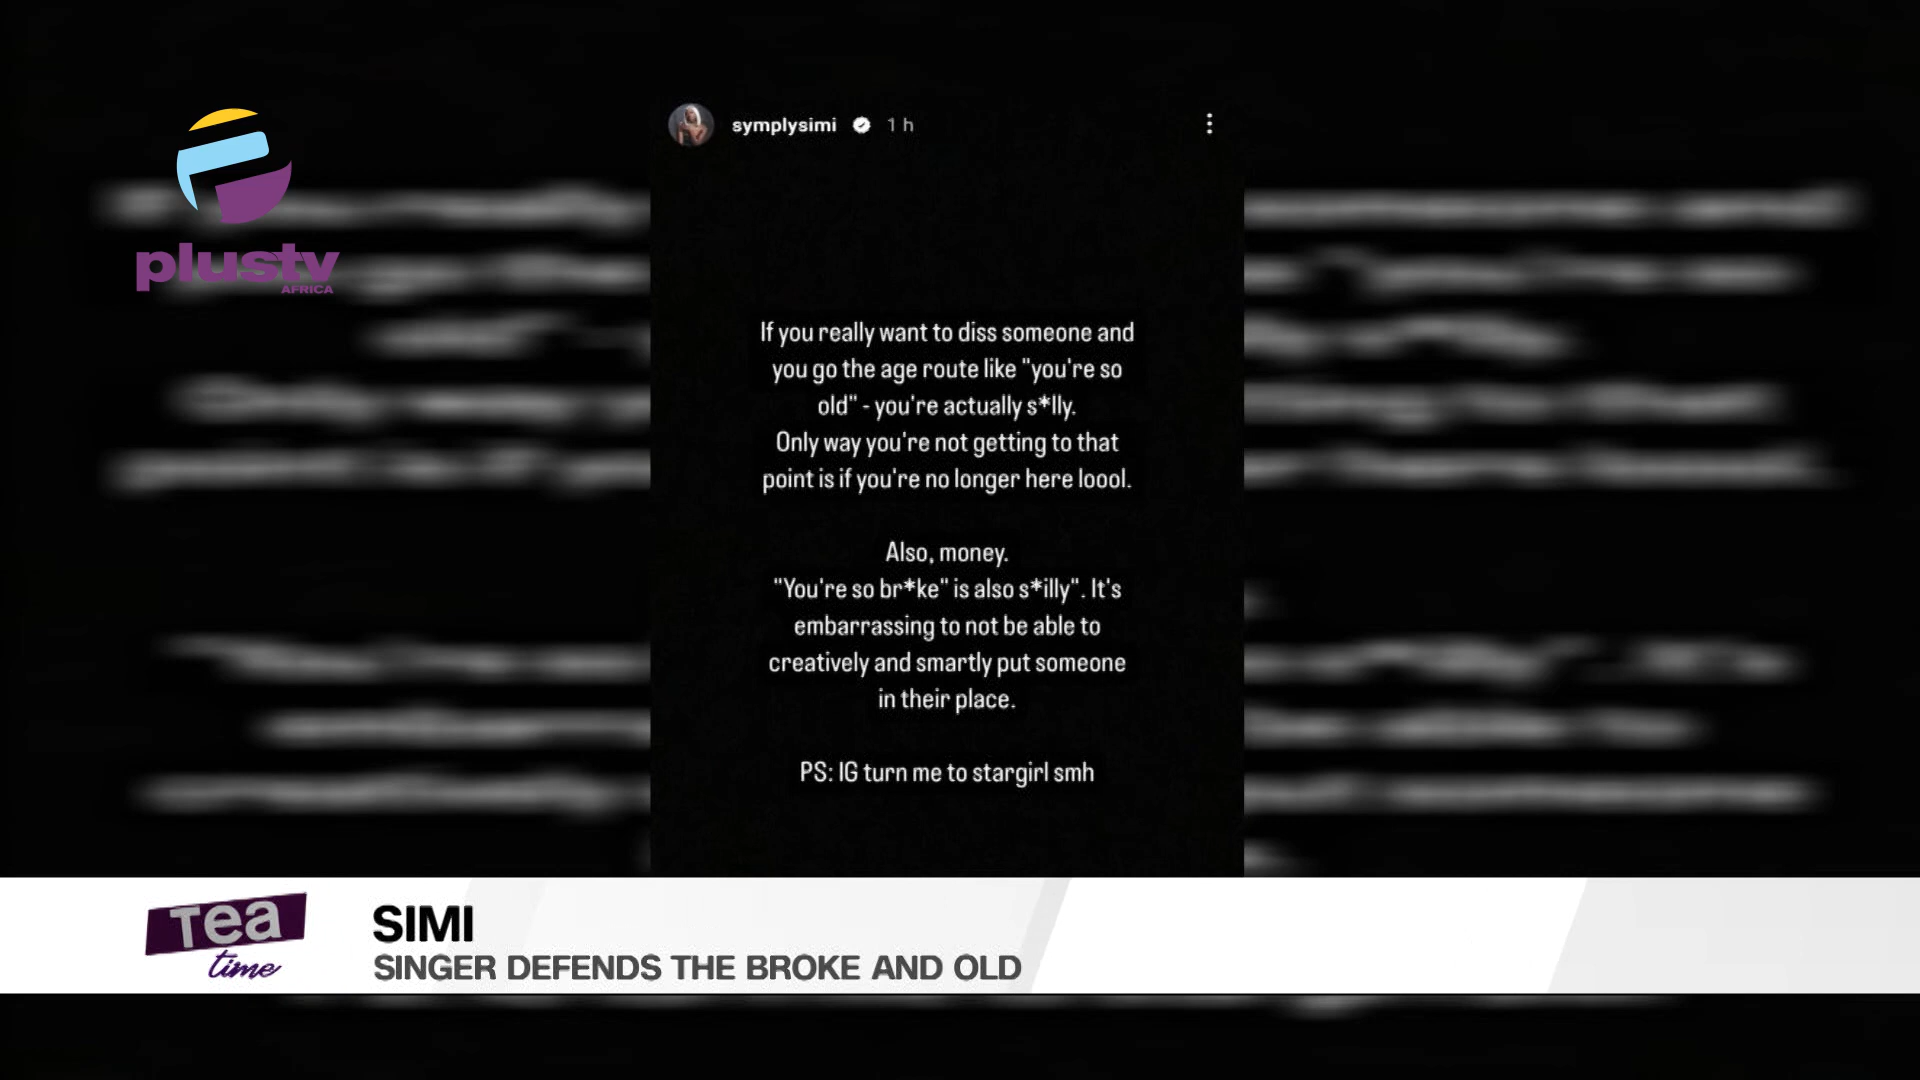 plustv
AFRICA
symplysimi 1 h
If you really want to diss someone and
you go the age route like "you're so
old" - you're actually s*lly.
Only way you're not getting to that
point is if you're no longer here loool.
Also, money.
"You're so br*ke" is also s*illy". It's
embarrassing to not be able to
creatively and smartly put someone
in their place.
PS: IG turn me to stargirl smh
Tea
time
SIMI
SINGER DEFENDS THE BROKE AND OLD